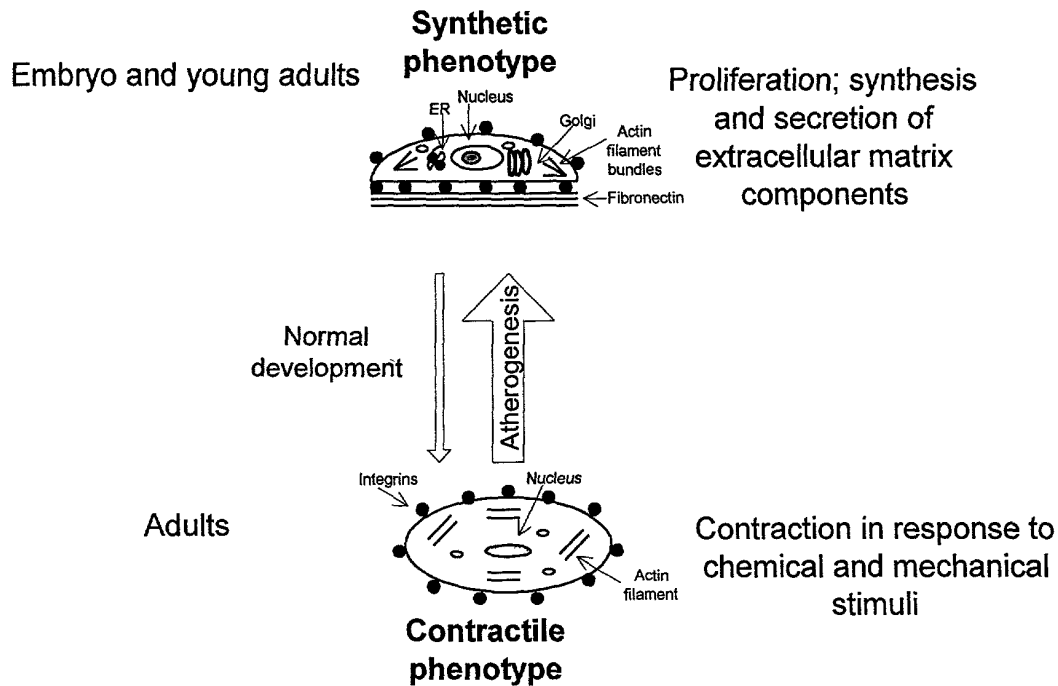 Synthetic
phenotype
Embryo and young adults
Proliferation; synthesis
and secretion of
extracellular matrix
components
Nucleus
ER
Golgi
Actin
filament
bundles
Fibronectin
Normal
development
Atherogenesis
Integrins
Nucleus
Adults
Contraction in response to
chemical and mechanical
stimuli
Actin
filament
Contractile
phenotype